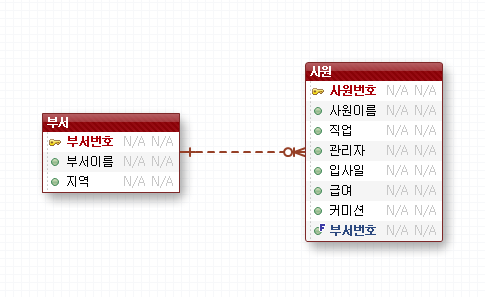 부서
부서번호 N/A N/A
부서이름 N/A N/A
지역 N/A N/A
사원
사원번호 N/A N/A
사원이름 N/A N/A
직업 N/A N/A
관리자 N/A N/A
입사일 N/A N/A
급여 N/A N/A
커미션 N/A N/A
F 부서번호 N/A N/A